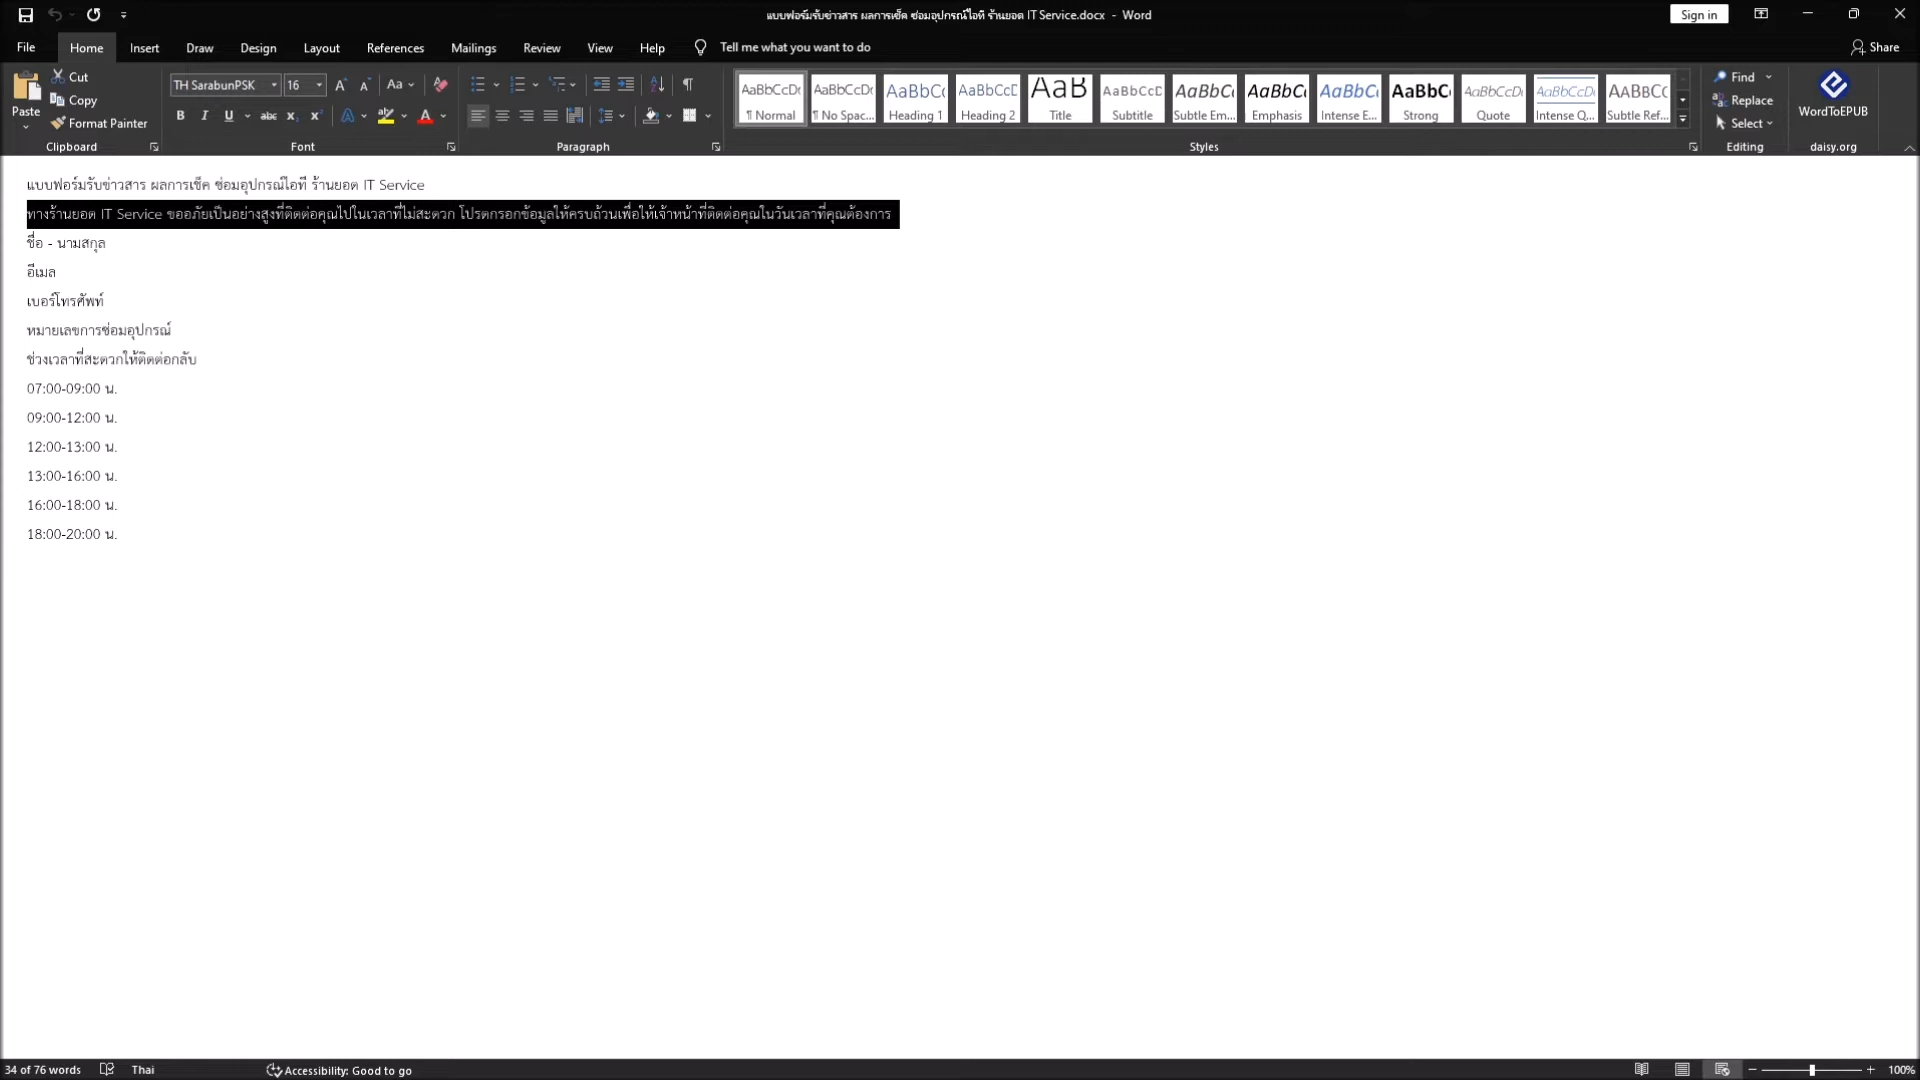 แบบฟอร์มรับข่าวสาร ผลการเช็ค ซ่อมอุปกรณ์ไอที ร้านยอด IT Service.docx - Word
Sign in
File Home Insert Draw Design Layout References Mailings Review View Help Tell me what you want to do Share
Paste
Cut
Copy
Format Painter
TH SarabunPSK 16
AaBbCcDc AaBbCcDc AaBbC( AaBbCcD AaB AaBbCcD AaBbC( AaBbC( AaBbC( AaBbC AaBbCcD AaBbCcD AABBCC
¶ Normal ¶ No Spac... Heading 1 Heading 2 Title Subtitle Subtle Em... Emphasis Intense E... Strong Quote Intense Q... Subtle Ref...
Find
Replace
Select
WordToEPUB
Clipboard Font Paragraph Styles Editing daisy.org
แบบฟอร์มรับข่าวสาร ผลการเช็ค ซ่อมอุปกรณ์ไอที ร้านยอด IT Service
ทางร้านยอด IT Service ขออภัยเป็นอย่างสูงที่ติดต่อคุณไปในเวลาที่ไม่สะดวก โปรดกรอกข้อมูลให้ครบถ้วนเพื่อให้เจ้าหน้าที่ติดต่อคุณในวันเวลาที่คุณต้องการ
ชื่อ - นามสกุล
อีเมล
เบอร์โทรศัพท์
หมายเลขการซ่อมอุปกรณ์
ช่วงเวลาที่สะดวกให้ติดต่อกลับ
07:00-09:00 น.
09:00-12:00 น.
12:00-13:00 น.
13:00-16:00 น.
16:00-18:00 น.
18:00-20:00 น.
34 of 76 words Thai Accessibility: Good to go 100%